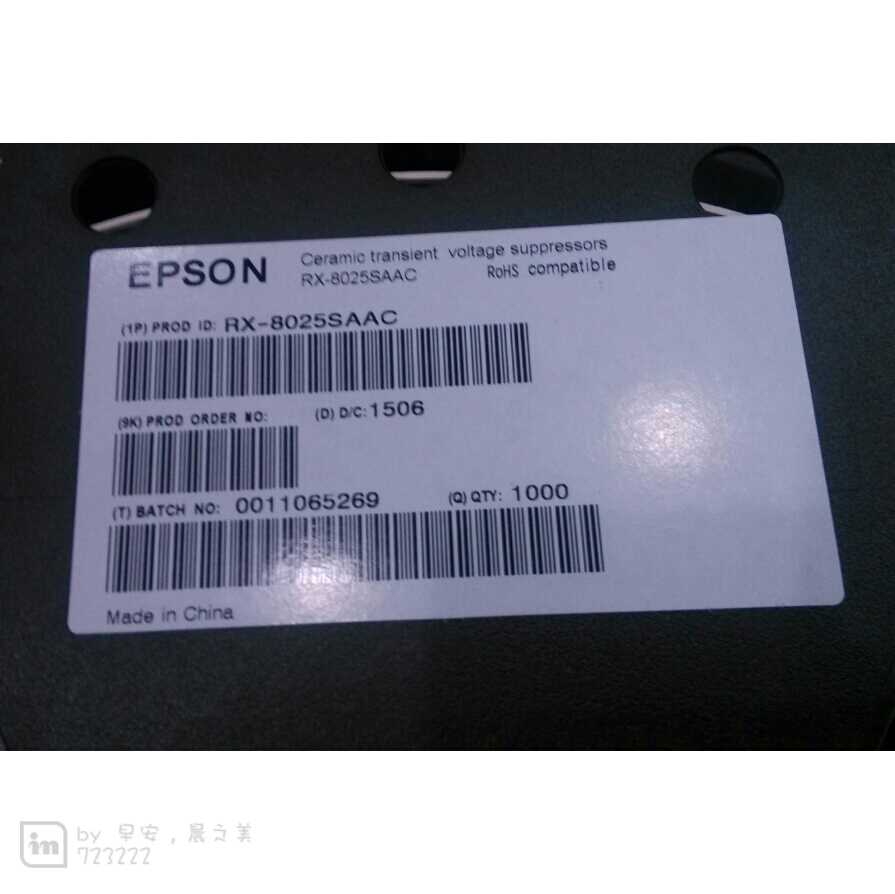 EPSON
Ceramic transient voltage suppressors
RX-8025SAAC RoHS compatible
(1P) PROD ID: RX-8025SAAC
(9K) PROD ORDER NO: (D) D/C: 1506
(T) BATCH NO: 0011065269 (Q) QTY: 1000
Made in China
im by 早安，晨之美
723222